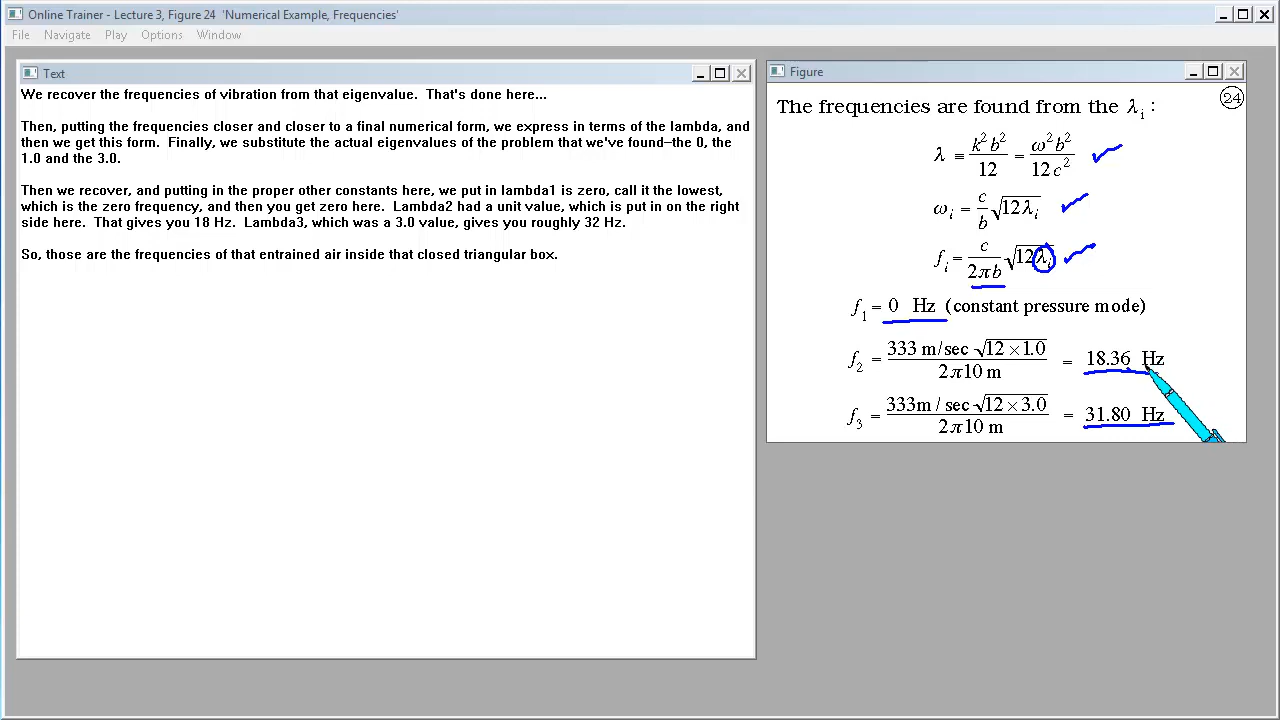 Online Trainer - Lecture 3, Figure 24 'Numerical Example, Frequencies'
File Navigate Play Options Window
Text
We recover the frequencies of vibration from that eigenvalue. That's done here...
Then, putting the frequencies closer and closer to a final numerical form, we express in terms of the lambda, and
then we get this form. Finally, we substitute the actual eigenvalues of the problem that we've found--the 0, the
1.0 and the 3.0.
Then we recover, and putting in the proper other constants here, we put in lambda1 is zero, call it the lowest,
which is the zero frequency, and then you get zero here. Lambda2 had a unit value, which is put in on the right
side here. That gives you 18 Hz. Lambda3, which was a 3.0 value, gives you roughly 32 Hz.
So, those are the frequencies of that entrained air inside that closed triangular box.
Figure
24
The frequencies are found from the λi :
λ ≡ k²b²/12 = ω²b²/12c²
ωi = c/b √12λi
fi = c/2πb √12λi
f1 = 0 Hz (constant pressure mode)
f2 = 333 m/sec √12 × 1.0 / 2π10 m = 18.36 Hz
f3 = 333m / sec √12 × 3.0 / 2π10 m = 31.80 Hz